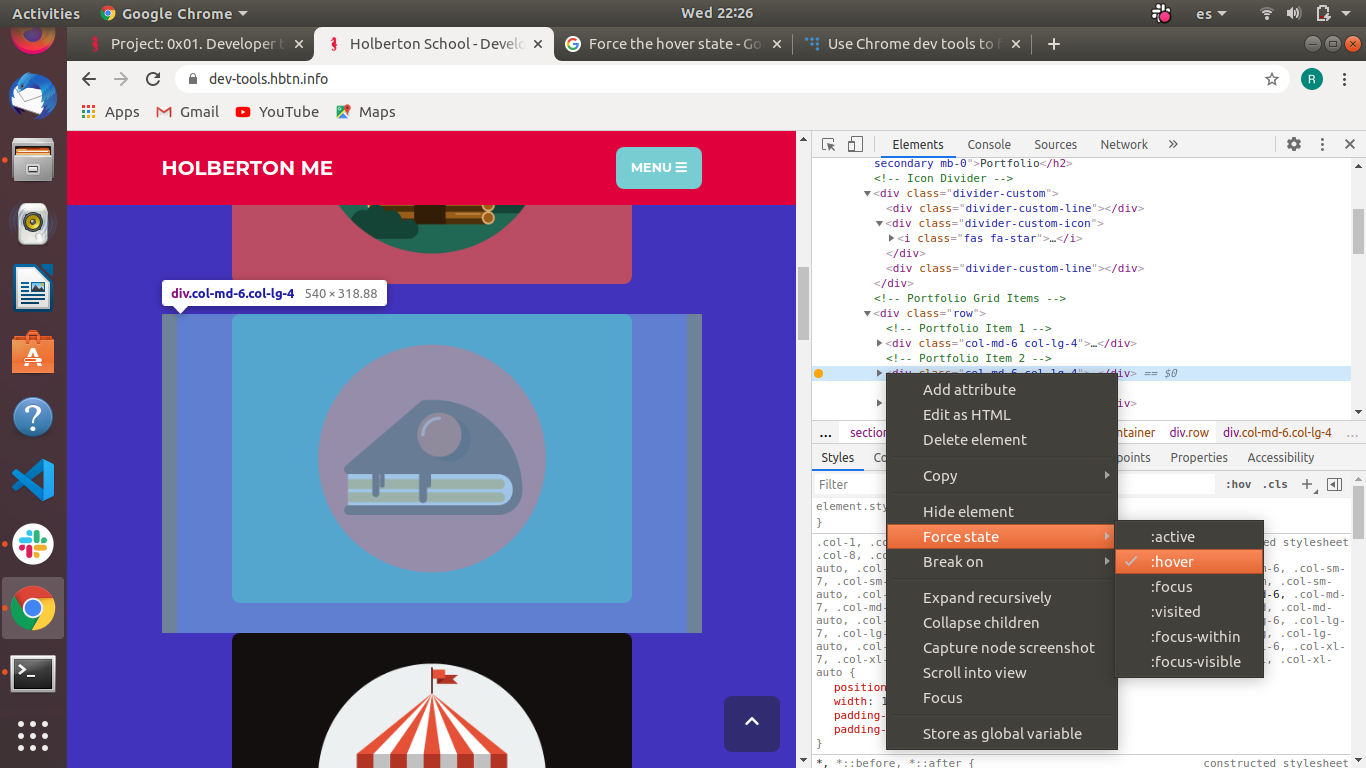 Activities
Google Chrome
Wed 22:26
es
Project: 0x01. Developer t
Holberton School - Develo
Force the hover state - Go
Use Chrome dev tools to f
dev-tools.hbtn.info
R
Apps
Gmail
YouTube
Maps
HOLBERTON ME
MENU
div.col-md-6.col-lg-4 540 × 318.88
Elements
Console
Sources
Network
secondary mb-0">Portfolio</h2>
<!-- Icon Divider -->
<div class="divider-custom">
<div class="divider-custom-line"></div>
<div class="divider-custom-icon">
<i class="fas fa-star">…</i>
</div>
<div class="divider-custom-line"></div>
</div>
<!-- Portfolio Grid Items -->
<div class="row">
<!-- Portfolio Item 1 -->
<div class="col-md-6 col-lg-4">…</div>
<!-- Portfolio Item 2 -->
<div class="col-md-6 col-lg-4">…</div> == $0
iv>
... section
ntainer
div.row
div.col-md-6.col-lg-4
...
Styles
Co
points
Properties
Accessibility
Filter
:hov
.cls
element.sty
}
.col-1, .co
ed stylesheet
.col-8, .co
auto, .col-
m-6, .col-sm-
7, .col-sm-
, .col-sm-
auto, .col-
d-6, .col-md-
7, .col-md-
, .col-md-
auto, .col-
g-6, .col-lg-
7, .col-lg-
, .col-lg-
auto, .col-
l-6, .col-xl-
7, .col-xl-
1, .col-xl-
auto {
position
width: 1
padding-
padding-
}
*, *::before, *::after {
constructed stylesheet
Add attribute
Edit as HTML
Delete element
Copy
Hide element
Force state
Break on
Expand recursively
Collapse children
Capture node screenshot
Scroll into view
Focus
Store as global variable
:active
:hover
:focus
:visited
:focus-within
:focus-visible